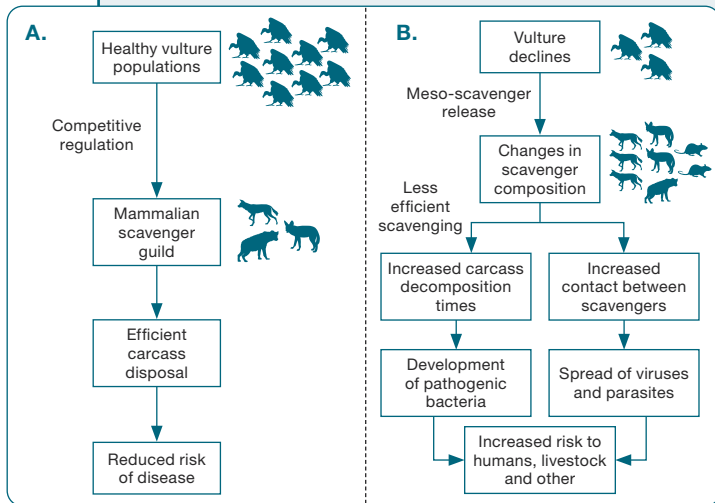 A.
Healthy vulture
populations
Competitive
regulation
Mammalian
scavenger
guild
Efficient
carcass
disposal
Reduced risk
of disease
B.
Vulture
declines
Meso-scavenger
release
Changes in
scavenger
composition
Less
efficient
scavenging
Increased carcass
decomposition
times
Increased
contact between
scavengers
Development
of pathogenic
bacteria
Spread of viruses
and parasites
Increased risk to
humans, livestock
and other